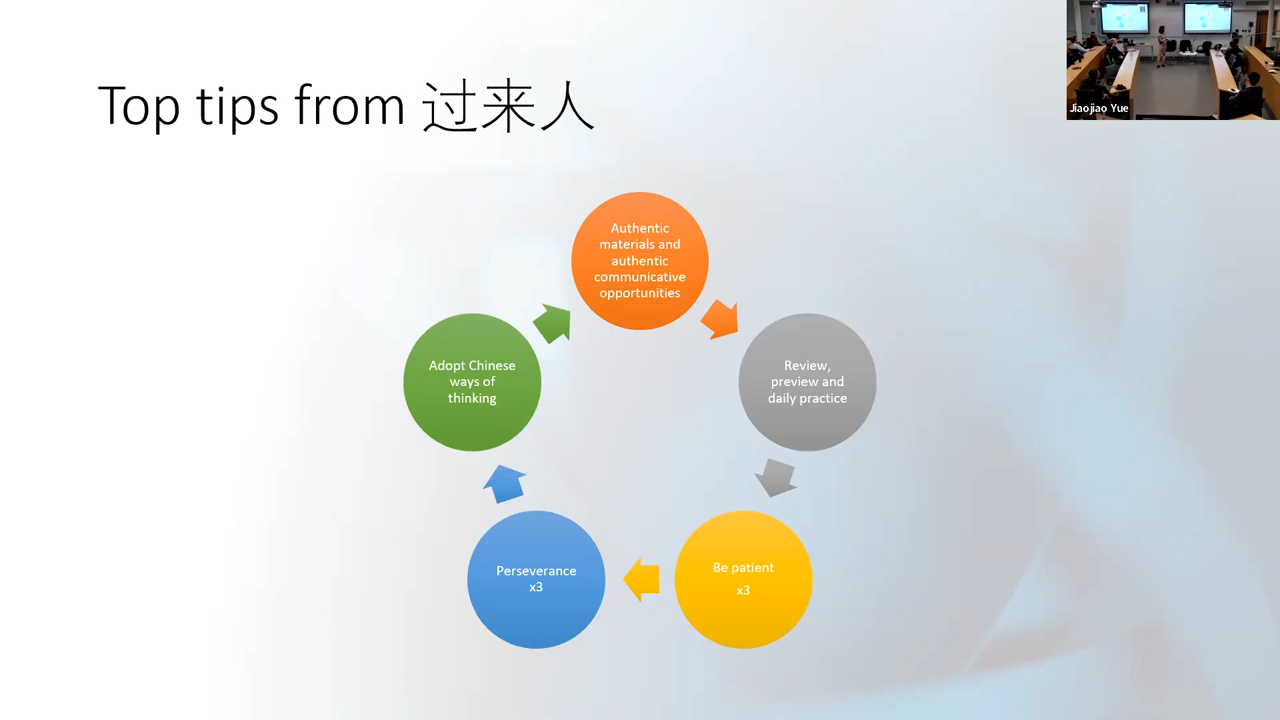 Top tips from 过来人
Jiaojiao Yue
Authentic
materials and
authentic
communicative
opportunities
Review,
preview and
daily practice
Be patient
x3
Perseverance
x3
Adopt Chinese
ways of
thinking